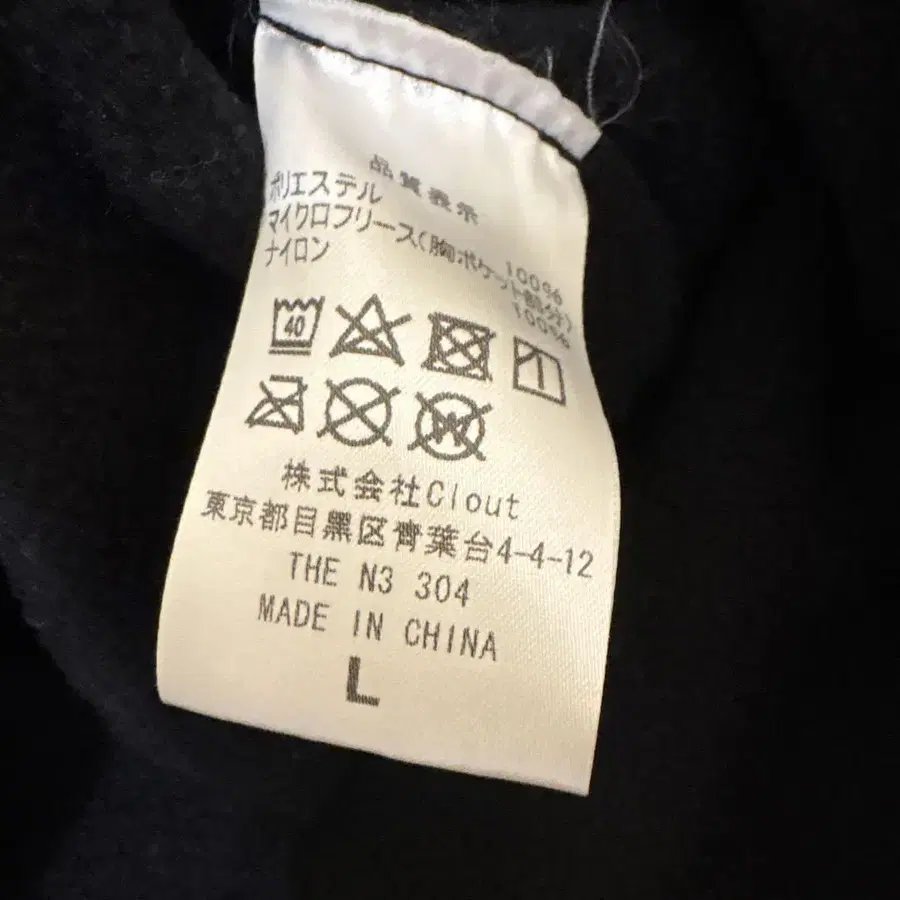 品質表示
ポリエステル 100%
マイクロフリース(胸ポケット部分)
ナイロン 100%
40
W
株式会社Clout
東京都目黒区青葉台4-4-12
THE N3 304
MADE IN CHINA
L